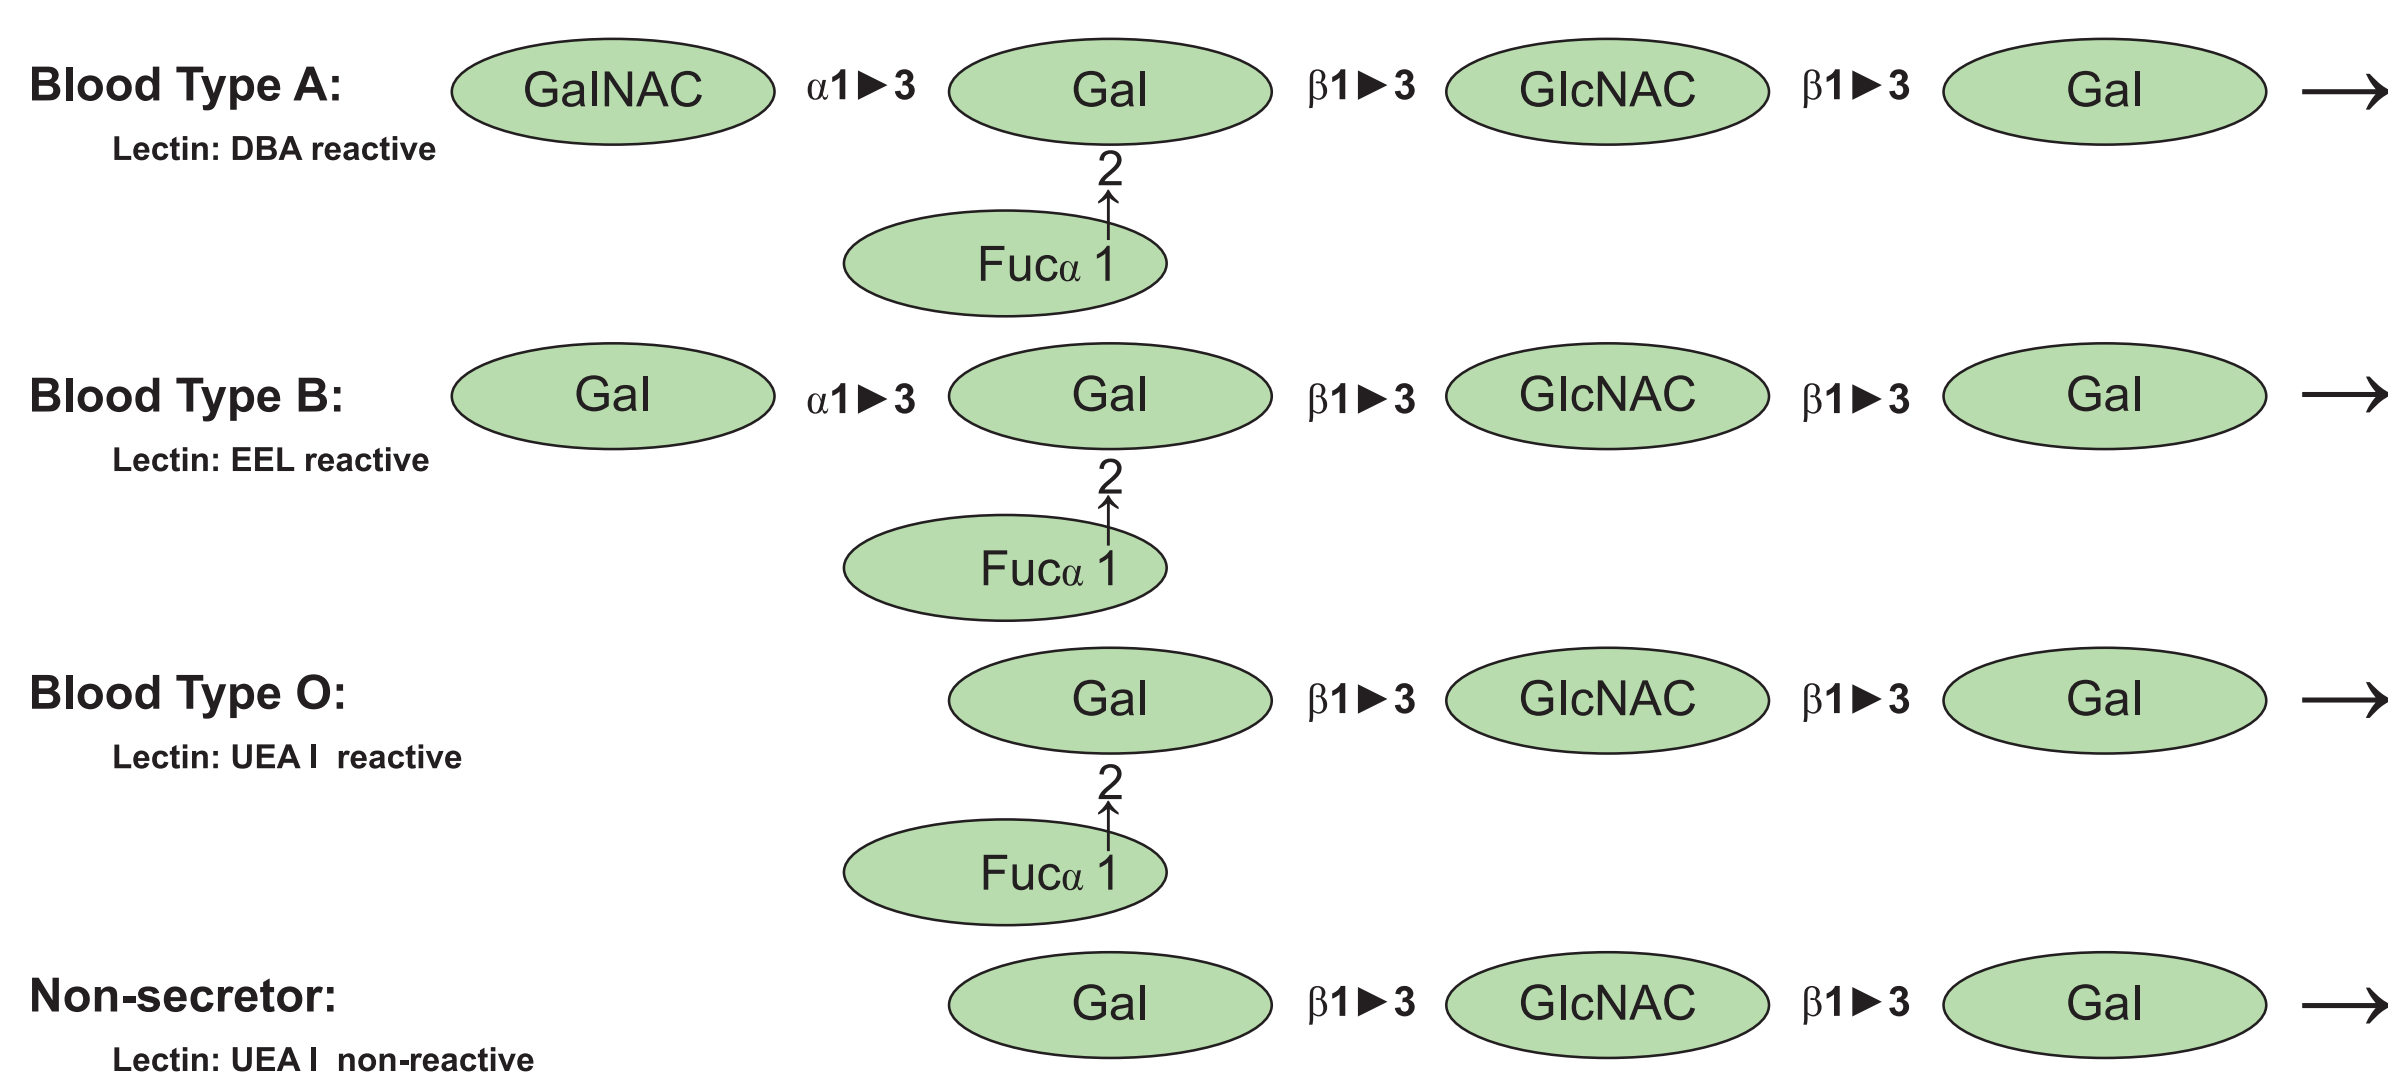 Blood Type A: GalNAC α1►3 Gal β1►3 GlcNAC β1►3 Gal →
Lectin: DBA reactive
2
↑
Fucα 1
Blood Type B: Gal α1►3 Gal β1►3 GlcNAC β1►3 Gal →
Lectin: EEL reactive
2
↑
Fucα 1
Blood Type O: Gal β1►3 GlcNAC β1►3 Gal →
Lectin: UEA I reactive
2
↑
Fucα 1
Non-secretor: Gal β1►3 GlcNAC β1►3 Gal →
Lectin: UEA I non-reactive